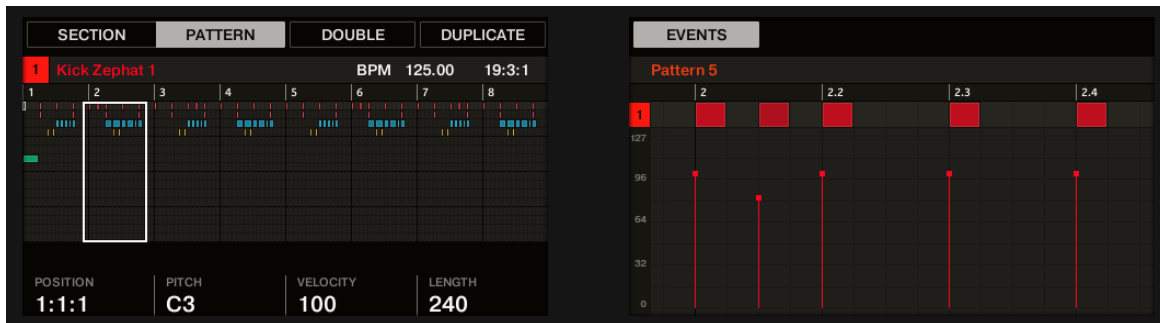 SECTION PATTERN DOUBLE DUPLICATE
1 Kick Zephat 1 BPM 125.00 19:3:1
1 2 3 4 5 6 7 8
POSITION PITCH VELOCITY LENGTH
1:1:1 C3 100 240
EVENTS
Pattern 5
2 2.2 2.3 2.4
1
127
96
64
32
0